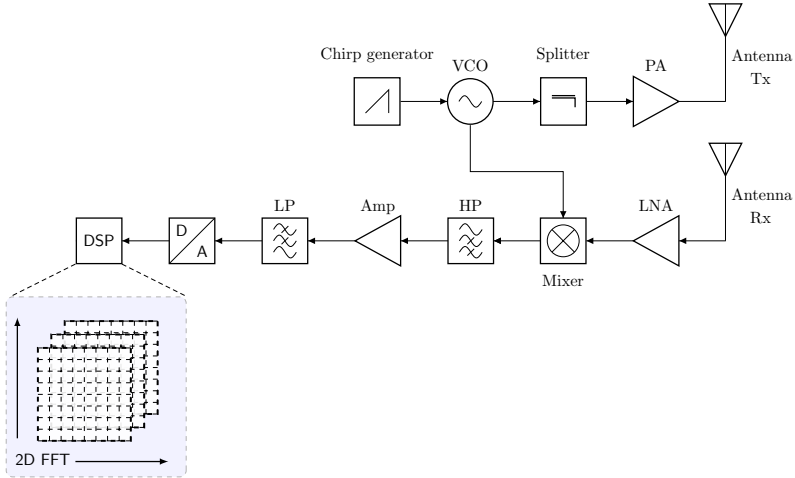 Chirp generator
VCO
Splitter
PA
Antenna
Tx
Antenna
Rx
LNA
Mixer
HP
Amp
LP
D
A
DSP
2D FFT